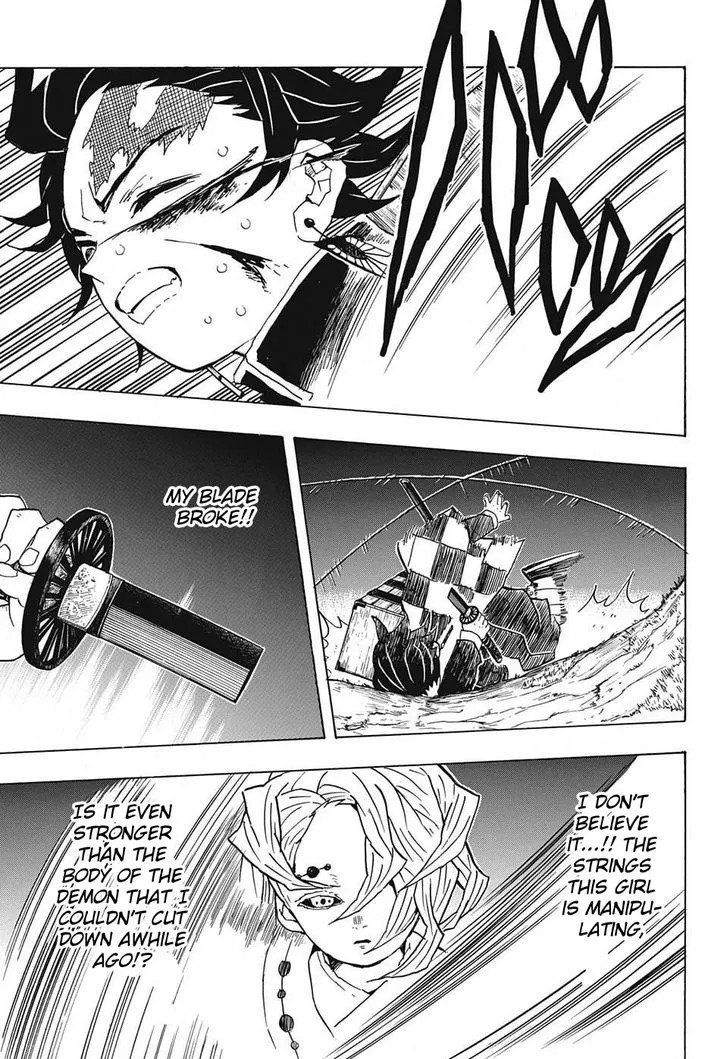 MY BLADE
BROKE!!
I DON'T
BELIEVE
IT...!! THE
STRINGS
THIS GIRL
IS MANIPU-
LATING,
IS IT EVEN
STRONGER
THAN THE
BODY OF THE
DEMON THAT I
COULDN'T CUT
DOWN AWHILE
AGO!?